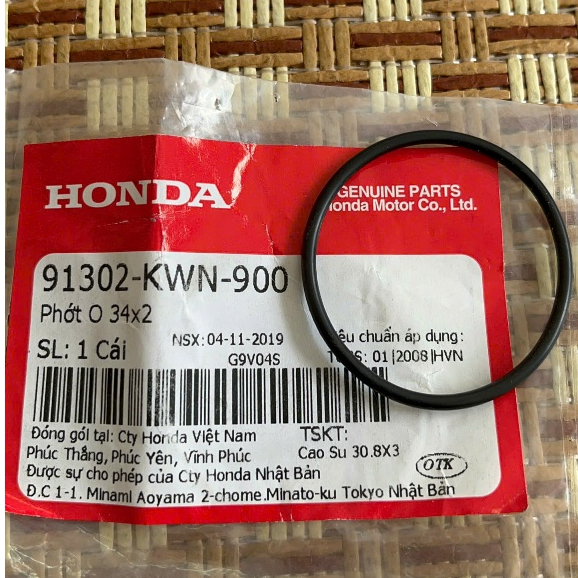 HONDA
GENUINE PARTS
Honda Motor Co., Ltd.
91302-KWN-900
Phớt O 34x2
SL: 1 Cái
NSX: 04-11-2019
G9V04S
chuẩn áp dụng:
01|2008|HVN
Đóng gói tại: Cty Honda Việt Nam
Phúc Thắng, Phúc Yên, Vĩnh Phúc
Được sự cho phép của Cty Honda Nhật Bản
Đ.C 1-1. Minami Aoyama 2-chome.Minato-ku Tokyo Nhật Bản
TSKT:
Cao Su 30.8X3
OTK